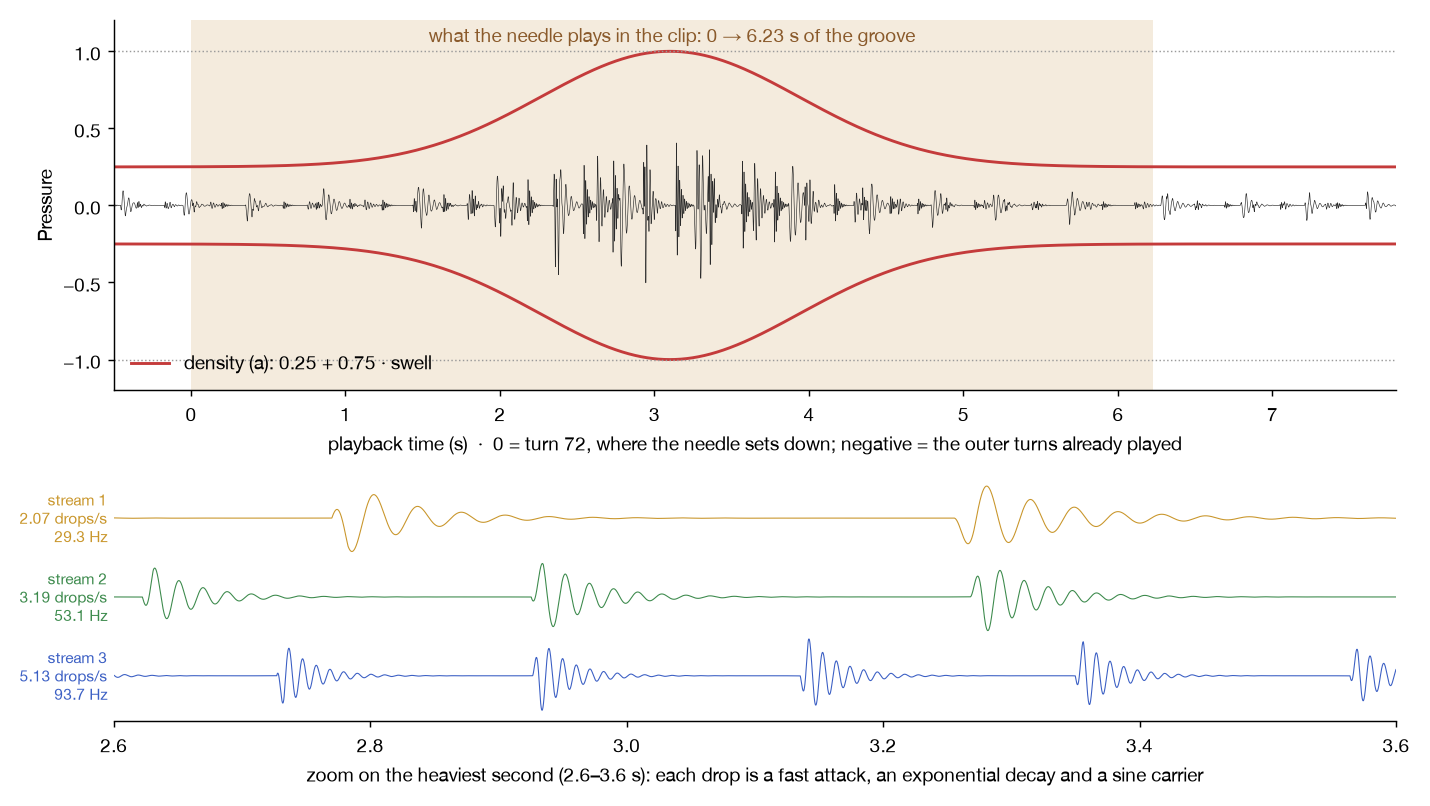 what the needle plays in the clip: 0 → 6.23 s of the groove
1.0
0.5
0.0
−0.5
−1.0
Pressure
density (a): 0.25 + 0.75 · swell
0 1 2 3 4 5 6 7
playback time (s) · 0 = turn 72, where the needle sets down; negative = the outer turns already played
stream 1
2.07 drops/s
29.3 Hz
stream 2
3.19 drops/s
53.1 Hz
stream 3
5.13 drops/s
93.7 Hz
2.6 2.8 3.0 3.2 3.4 3.6
zoom on the heaviest second (2.6–3.6 s): each drop is a fast attack, an exponential decay and a sine carrier